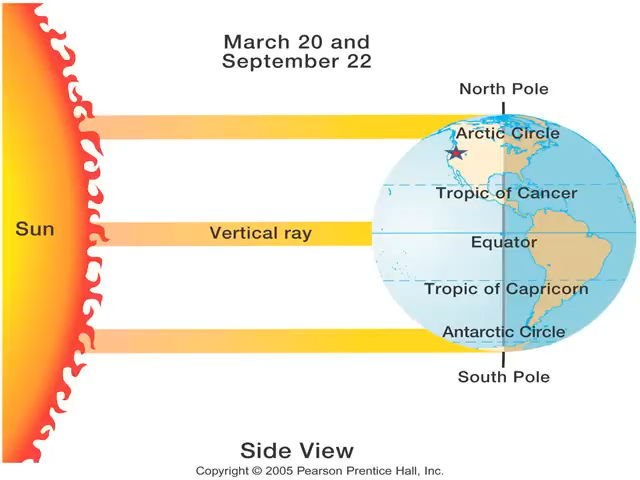 March 20 and
September 22
North Pole
Arctic Circle
Tropic of Cancer
Sun
Vertical ray
Equator
Tropic of Capricorn
Antarctic Circle
South Pole
Side View
Copyright © 2005 Pearson Prentice Hall, Inc.